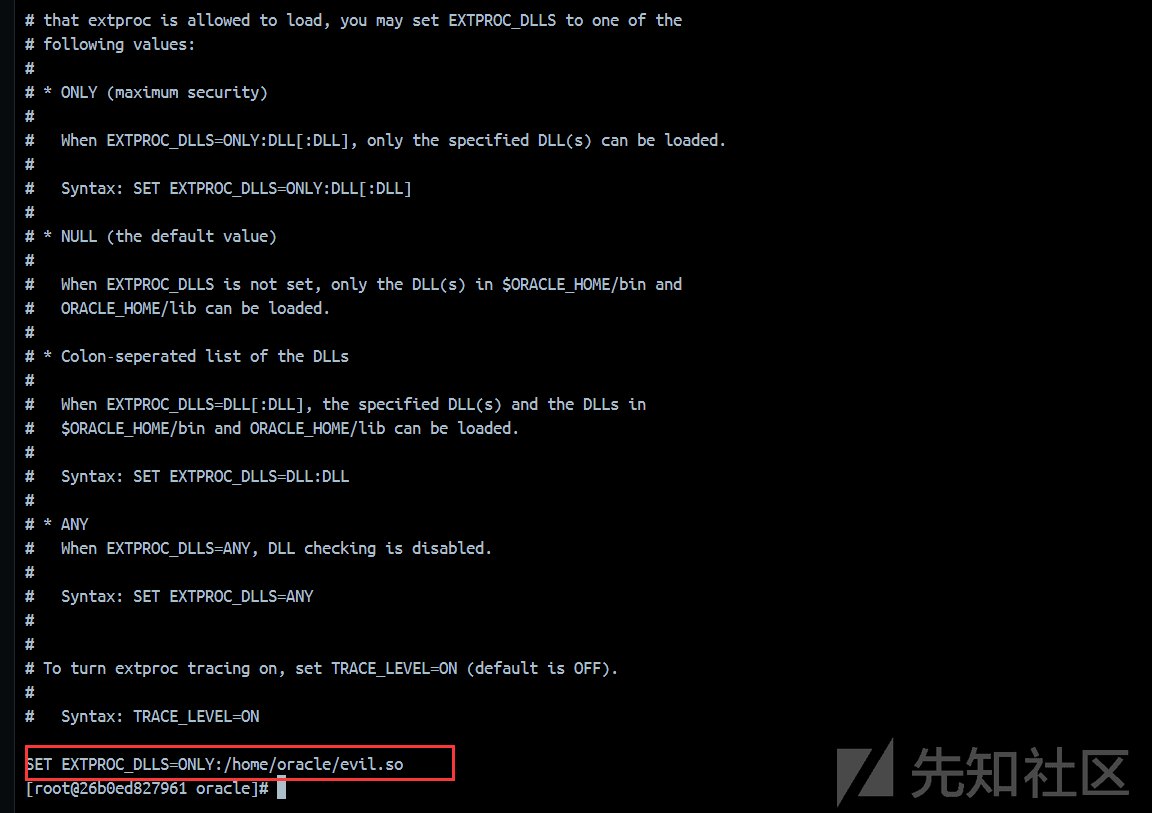 # that extproc is allowed to load, you may set EXTPROC_DLLS to one of the
# following values:
#
# * ONLY (maximum security)
#
#   When EXTPROC_DLLS=ONLY:DLL[:DLL], only the specified DLL(s) can be loaded.
#
#   Syntax: SET EXTPROC_DLLS=ONLY:DLL[:DLL]
#
# * NULL (the default value)
#
#   When EXTPROC_DLLS is not set, only the DLL(s) in $ORACLE_HOME/bin and
#   ORACLE_HOME/lib can be loaded.
#
# * Colon-seperated list of the DLLs
#
#   When EXTPROC_DLLS=DLL[:DLL], the specified DLL(s) and the DLLs in
#   $ORACLE_HOME/bin and ORACLE_HOME/lib can be loaded.
#
#   Syntax: SET EXTPROC_DLLS=DLL:DLL
#
# * ANY
#   When EXTPROC_DLLS=ANY, DLL checking is disabled.
#
#   Syntax: SET EXTPROC_DLLS=ANY
#
#
# To turn extproc tracing on, set TRACE_LEVEL=ON (default is OFF).
#
#   Syntax: TRACE_LEVEL=ON
SET EXTPROC_DLLS=ONLY:/home/oracle/evil.so
[root@26b0ed827961 oracle]#
先知社区